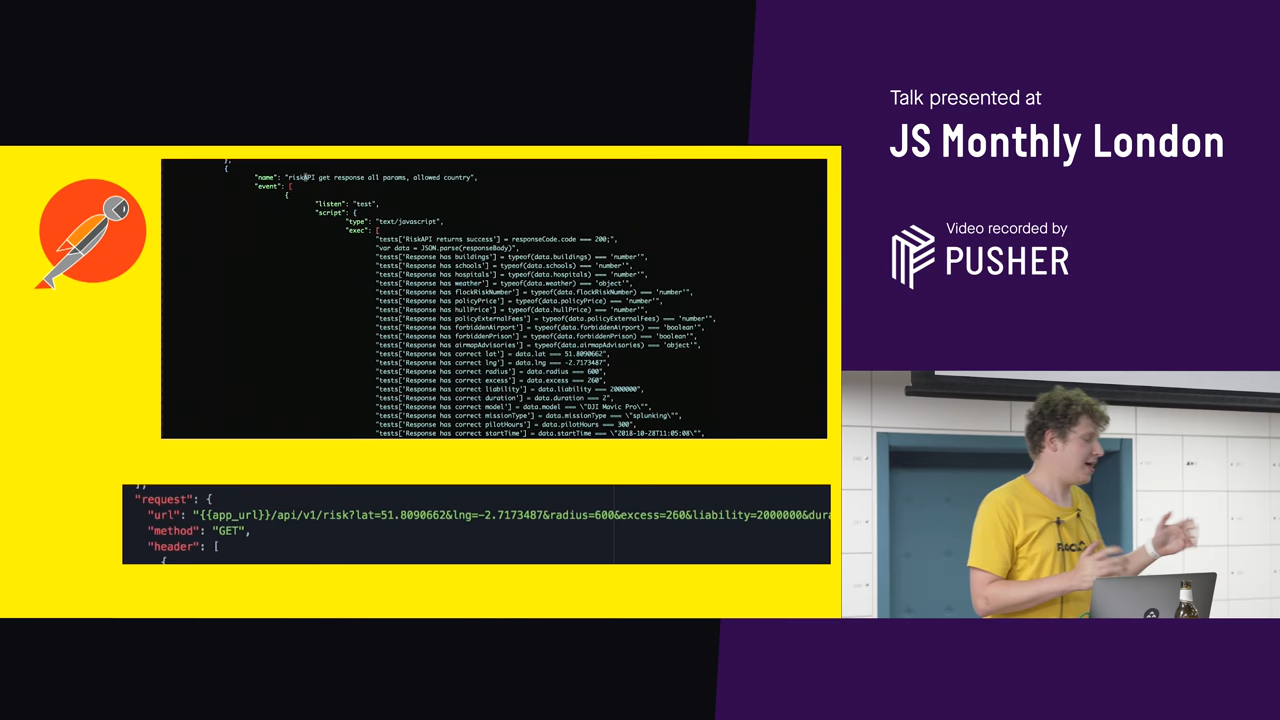 },
{
"name": "riskAPI get response all params, allowed country",
"event": [
{
"listen": "test",
"script": {
"type": "text/javascript",
"exec": [
"tests['RiskAPI returns success'] = responseCode.code === 200;",
"var data = JSON.parse(responseBody)",
"tests['Response has buildings'] = typeof(data.buildings) === 'number'",
"tests['Response has schools'] = typeof(data.schools) === 'number'",
"tests['Response has hospitals'] = typeof(data.hospitals) === 'number'",
"tests['Response has weather'] = typeof(data.weather) === 'object'",
"tests['Response has flockRiskNumber'] = typeof(data.flockRiskNumber) === 'number'",
"tests['Response has policyPrice'] = typeof(data.policyPrice) === 'number'",
"tests['Response has hullPrice'] = typeof(data.hullPrice) === 'number'",
"tests['Response has policyExternalFees'] = typeof(data.policyExternalFees) === 'number'",
"tests['Response has forbiddenAirport'] = typeof(data.forbiddenAirport) === 'boolean'",
"tests['Response has forbiddenPrison'] = typeof(data.forbiddenPrison) === 'boolean'",
"tests['Response has airmapAdvisories'] = typeof(data.airmapAdvisories) === 'object'",
"tests['Response has correct lat'] = data.lat === 51.8090662",
"tests['Response has correct lng'] = data.lng === -2.7173487",
"tests['Response has correct radius'] = data.radius === 600",
"tests['Response has correct excess'] = data.excess === 260",
"tests['Response has correct liability'] = data.liability === 2000000",
"tests['Response has correct duration'] = data.duration === 2",
"tests['Response has correct model'] = data.model === \"DJI Mavic Pro\"",
"tests['Response has correct missionType'] = data.missionType === \"splunking\"",
"tests['Response has correct pilotHours'] = data.pilotHours === 300",
"tests['Response has correct startTime'] = data.startTime === \"2018-10-28T11:05:08\"",
],
"request": {
"url": "{{app_url}}/api/v1/risk?lat=51.8090662&lng=-2.7173487&radius=600&excess=260&liability=2000000&dura
"method": "GET",
"header": [
{
Talk presented at
JS Monthly London
Video recorded by
PUSHER